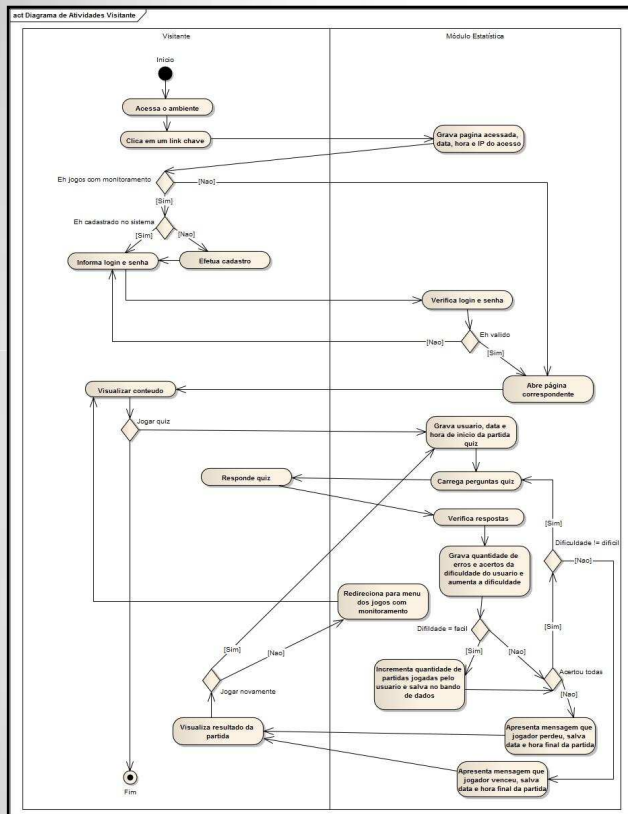 act Diagrama de Atividades Visitante
Visitante
Módulo Estatística
Início
Acessa o ambiente
Clica em um link chave
Grava pagina acessada,
data, hora e IP do acesso
Eh jogos com monitoramento
[Nao]
[Sim]
Eh cadastrado no sistema
[Sim]
[Nao]
Informa login e senha
Efetua cadastro
Verifica login e senha
Eh valido
[Nao]
[Sim]
Abre página
correspondente
Visualizar conteudo
Jogar quiz
Grava usuario, data e
hora de inicio da partida
quiz
Responde quiz
Carrega perguntas quiz
Verifica respostas
[Sim]
Dificuldade != dificil
[Nao]
Grava quantidade de
erros e acertos da
dificuldade do usuario e
aumenta a dificuldade
Redireciona para menu
dos jogos com
monitoramento
Difildade = facil
[Sim]
[Nao]
[Sim]
[Sim]
[Nao]
Jogar novamente
Incrementa quantidade de
partidas jogadas pelo
usuario e salva no bando
de dados
Acertou todas
[Nao]
Visualiza resultado da
partida
Apresenta mensagem que
jogador perdeu, salva
data e hora final da partida
Apresenta mensagem que
jogador venceu, salva
data e hora final da partida
Fim